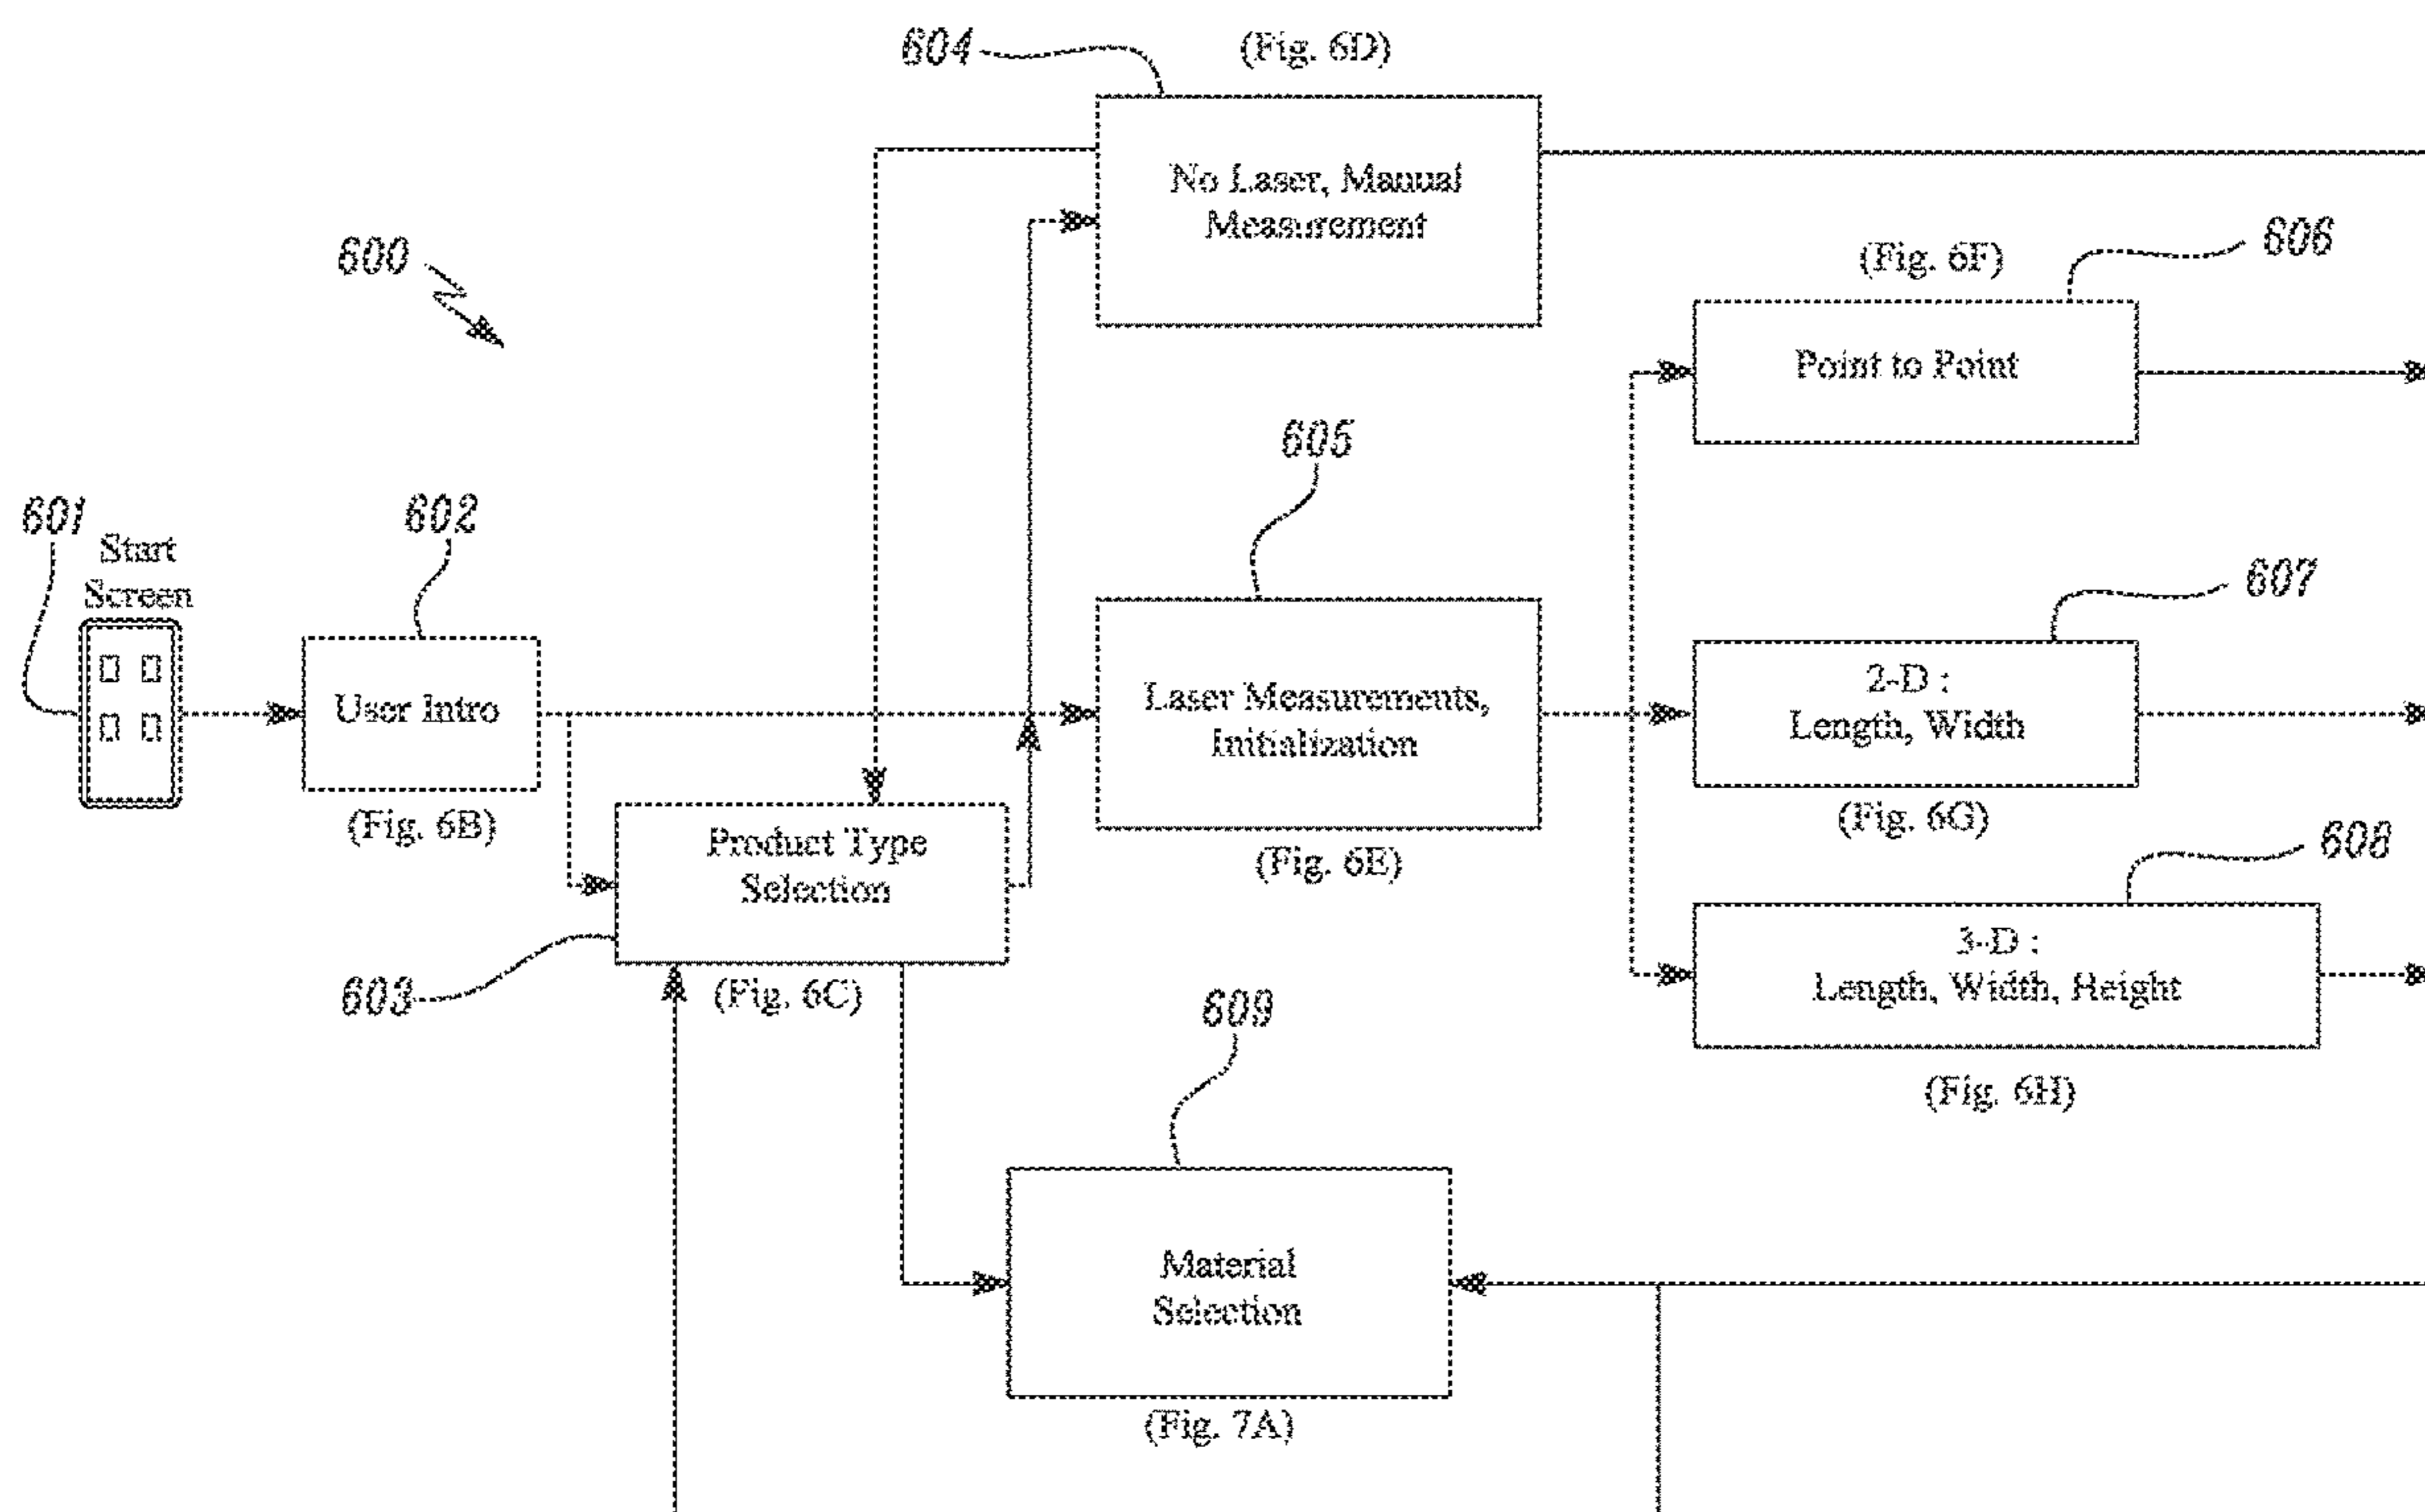 604
(Fig. 6D)
No Laser, Manual
Measurement
600
606
(Fig. 6F)
Point to Point
605
601
Start
Screen
602
User Intro
(Fig. 6B)
Laser Measurements,
Initialization
(Fig. 6E)
607
2-D :
Length, Width
(Fig. 6G)
Product Type
Selection
603
(Fig. 6C)
608
3-D :
Length, Width, Height
(Fig. 6H)
609
Material
Selection
(Fig. 7A)